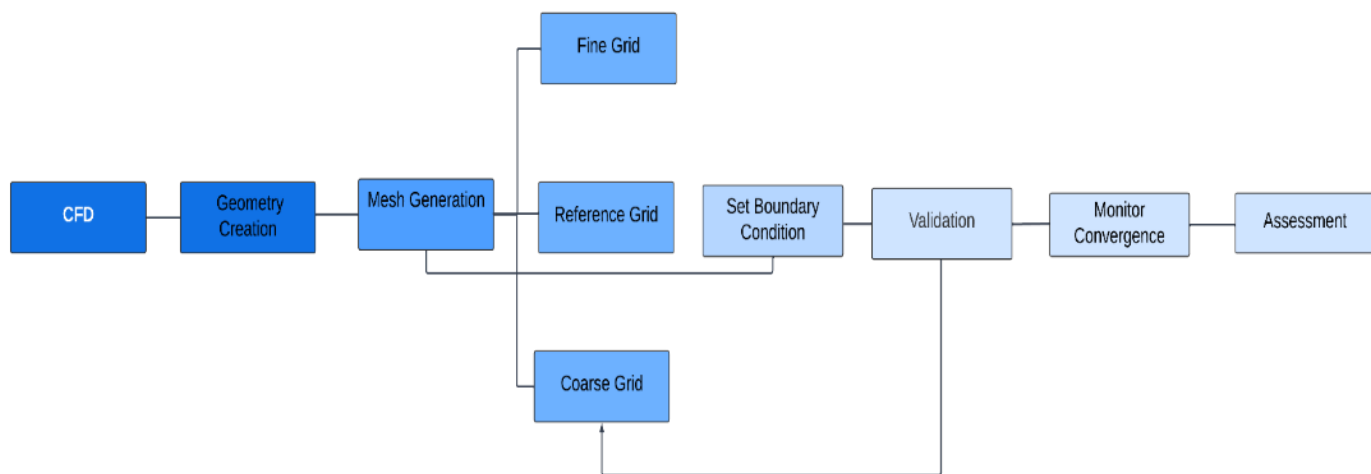 Fine Grid
CFD
Geometry
Creation
Mesh Generation
Reference Grid
Set Boundary
Condition
Validation
Monitor
Convergence
Assessment
Coarse Grid